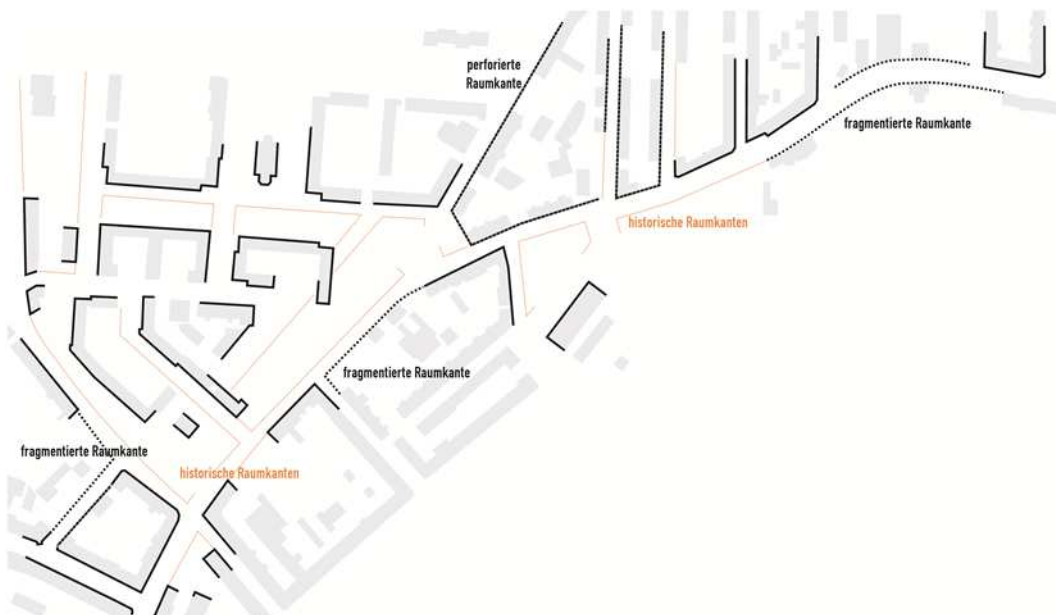 perforierte
Raumkante
fragmentierte Raumkante
historische Raumkanten
fragmentierte Raumkante
fragmentierte Raumkante
historische Raumkanten